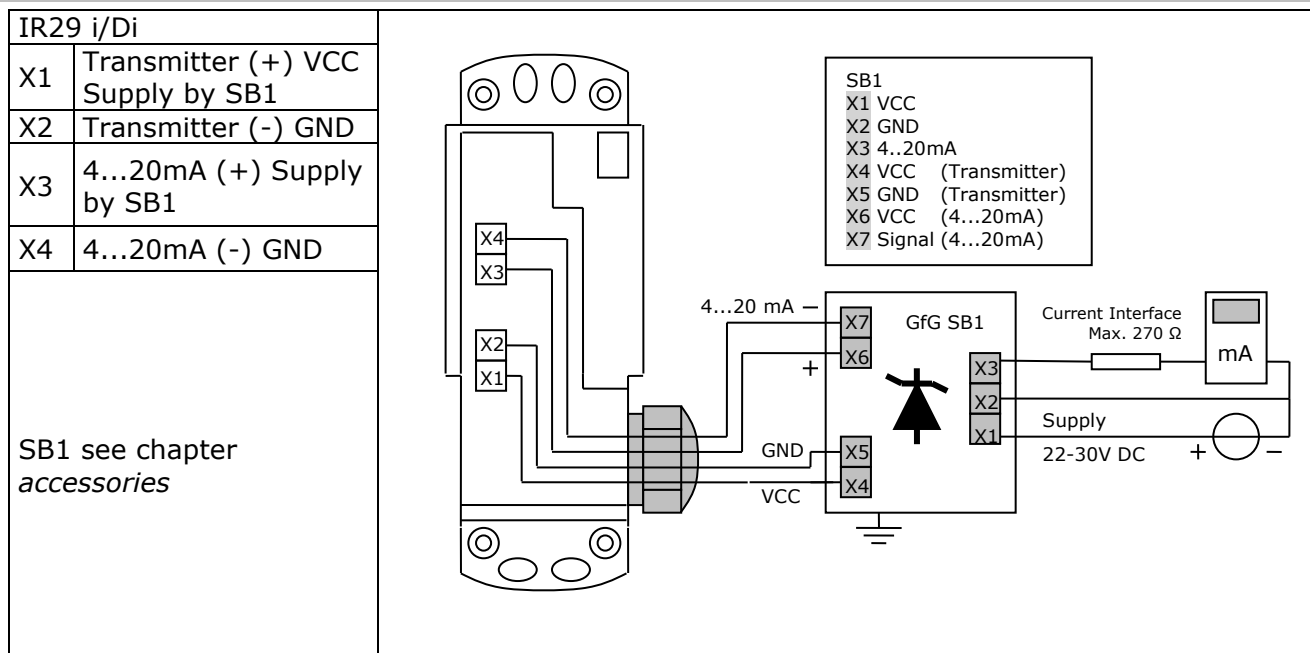 IR29 i/Di
X1 Transmitter (+) VCC
Supply by SB1
X2 Transmitter (-) GND
X3 4...20mA (+) Supply
by SB1
X4 4...20mA (-) GND
SB1 see chapter
accessories
SB1
X1 VCC
X2 GND
X3 4..20mA
X4 VCC (Transmitter)
X5 GND (Transmitter)
X6 VCC (4...20mA)
X7 Signal (4...20mA)
X4
X3
X2
X1
4...20 mA −
+
GND
VCC
X7
X6
X5
X4
GfG SB1
X3
X2
X1
Current Interface
Max. 270 Ω
mA
Supply
22-30V DC
+ −